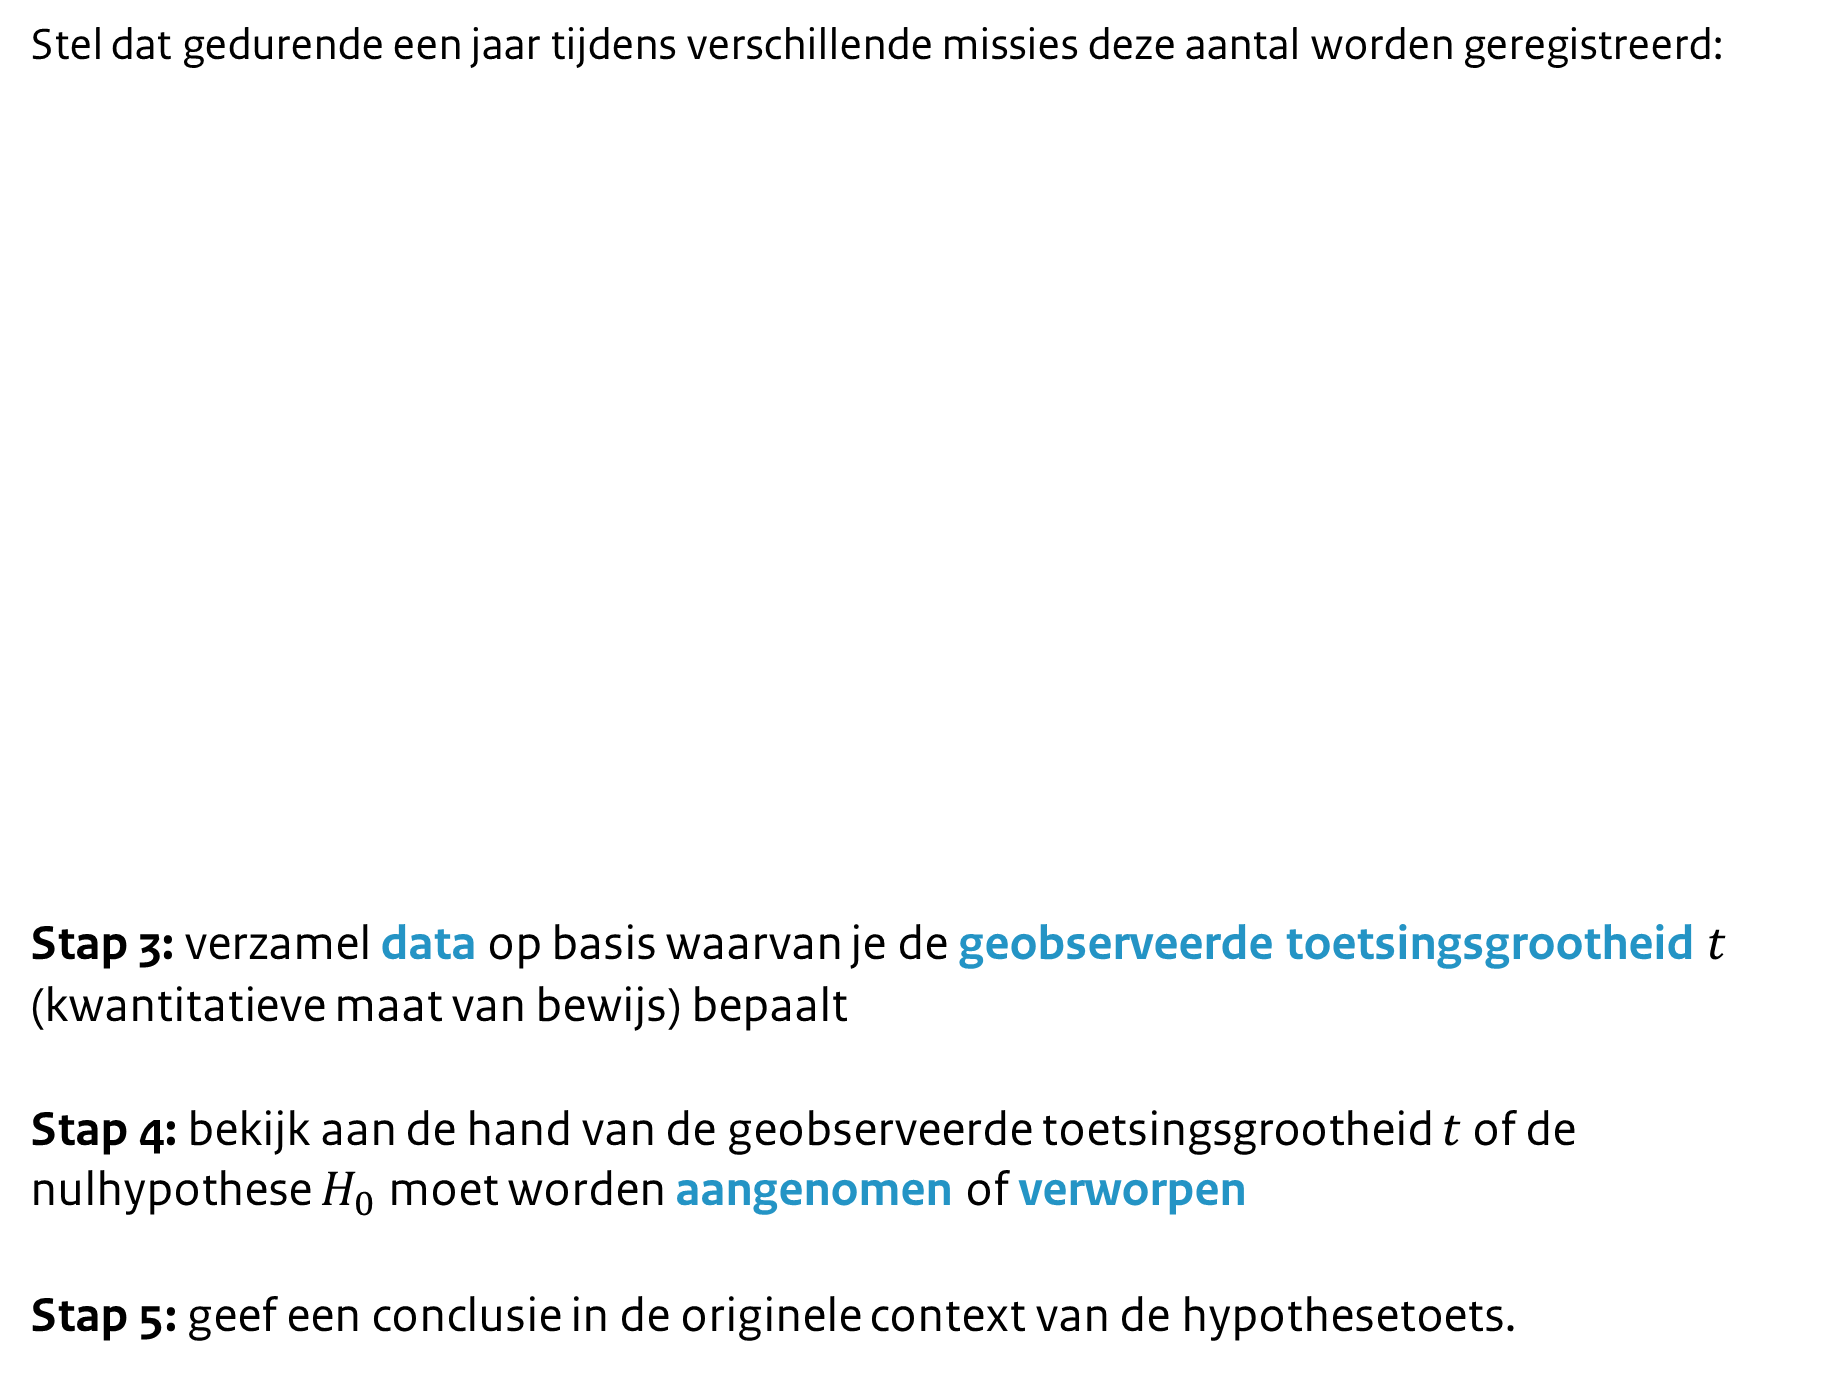 Stel dat gedurende een jaar tijdens verschillende missies deze aantal worden geregistreerd:
Stap 3: verzamel data op basis waarvan je de geobserveerde toetsingsgrootheid t
(kwantitatieve maat van bewijs) bepaalt
Stap 4: bekijk aan de hand van de geobserveerde toetsingsgrootheid t of de
nulhypothese H₀ moet worden aangenomen of verworpen
Stap 5: geef een conclusie in de originele context van de hypothesetoets.